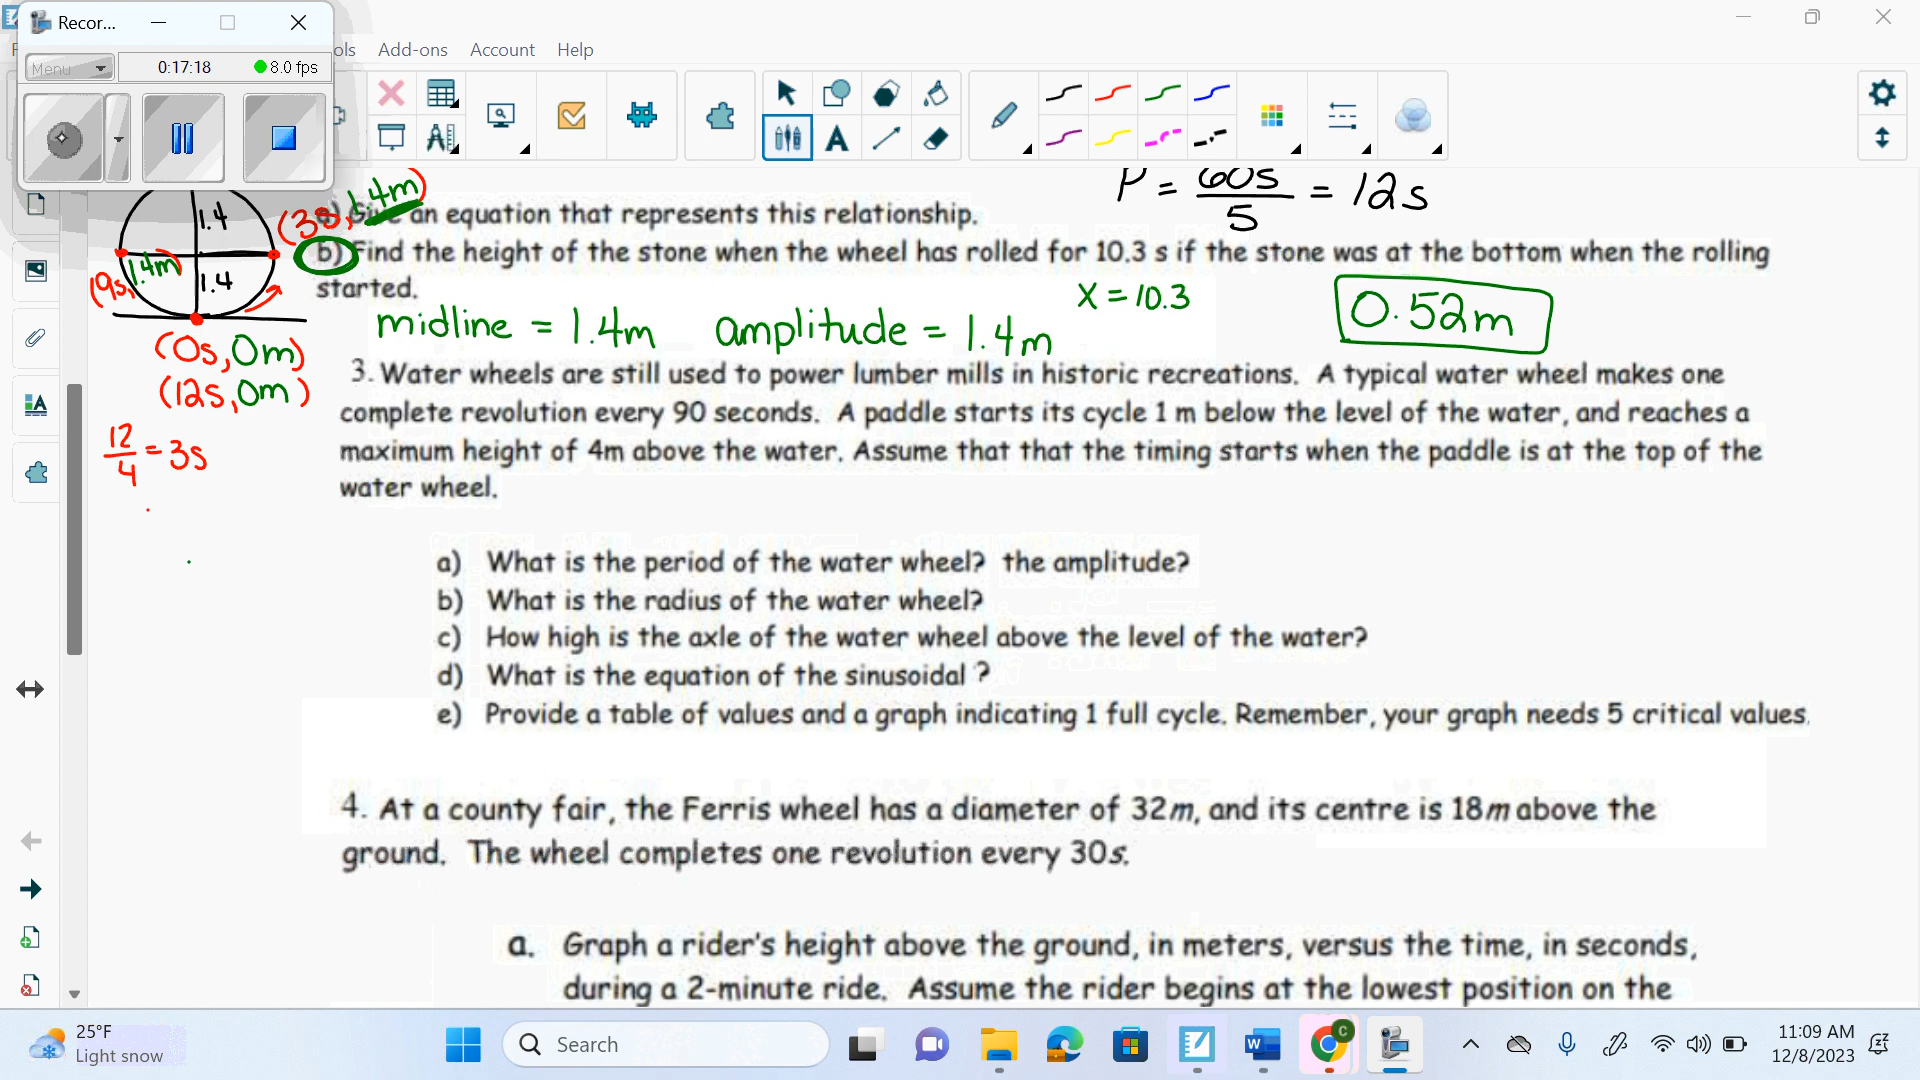 Recor...
Menu
0:17:18
8.0 fps
ols Add-ons Account Help
P = 60s/5 = 12s
1.4
1.4
(3s, 1.4m)
(9s, 1.4m)
(0s, 0m)
(12s, 0m)
12/4 = 3s
a) Give an equation that represents this relationship.
b) Find the height of the stone when the wheel has rolled for 10.3 s if the stone was at the bottom when the rolling
started.
x = 10.3
0.52m
midline = 1.4m amplitude = 1.4m
3. Water wheels are still used to power lumber mills in historic recreations. A typical water wheel makes one
complete revolution every 90 seconds. A paddle starts its cycle 1 m below the level of the water, and reaches a
maximum height of 4m above the water. Assume that that the timing starts when the paddle is at the top of the
water wheel.
a) What is the period of the water wheel? the amplitude?
b) What is the radius of the water wheel?
c) How high is the axle of the water wheel above the level of the water?
d) What is the equation of the sinusoidal ?
e) Provide a table of values and a graph indicating 1 full cycle. Remember, your graph needs 5 critical values.
4. At a county fair, the Ferris wheel has a diameter of 32m, and its centre is 18m above the
ground. The wheel completes one revolution every 30s.
a. Graph a rider's height above the ground, in meters, versus the time, in seconds,
during a 2-minute ride. Assume the rider begins at the lowest position on the
25°F
Light snow
Search
11:09 AM
12/8/2023